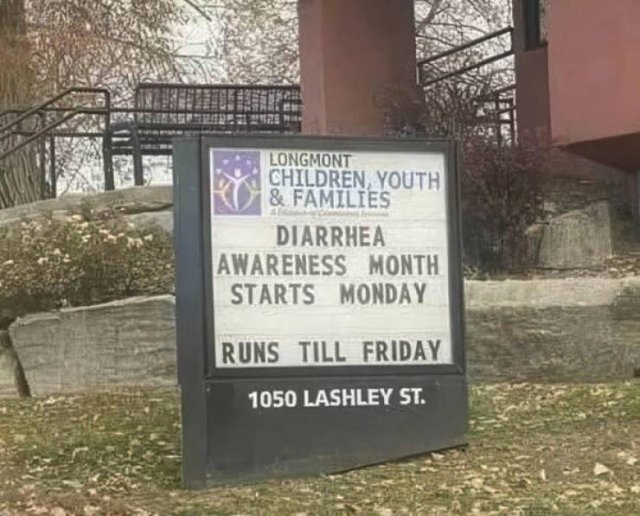 LONGMONT
CHILDREN, YOUTH
& FAMILIES
DIARRHEA
AWARENESS MONTH
STARTS MONDAY
RUNS TILL FRIDAY
1050 LASHLEY ST.